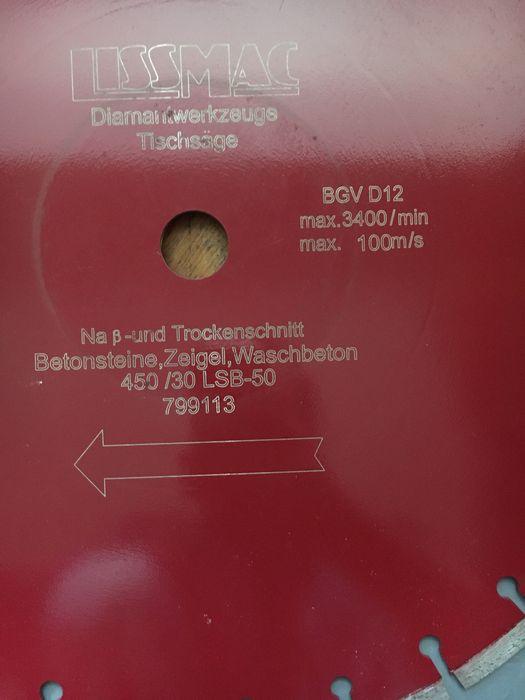 LISSMAC
Diamantwerkzeuge
Tischsäge
BGV D12
max.3400/min
max. 100m/s
Na β-und Trockenschnitt
Betonsteine,Zeigel,Waschbeton
450 /30 LSB-50
799113